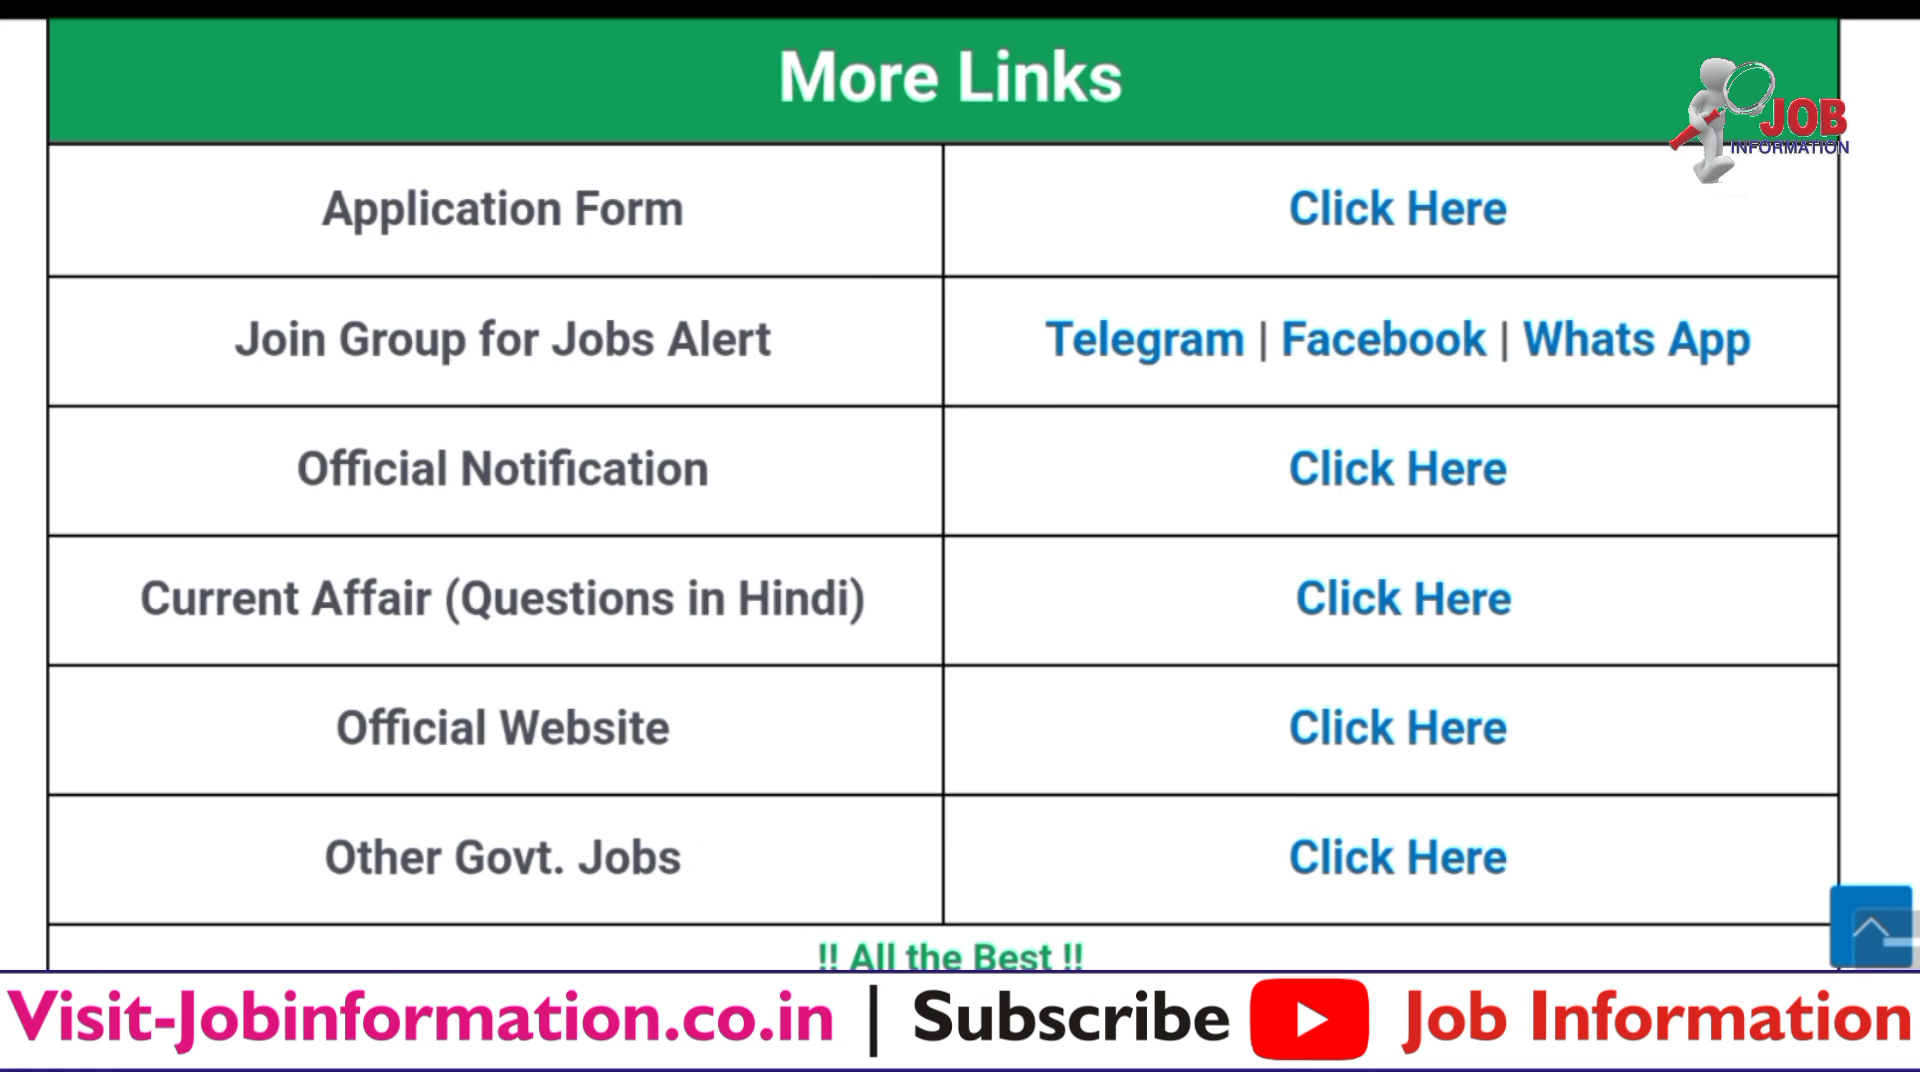 More Links
JOB
INFORMATION
Application Form Click Here
Join Group for Jobs Alert Telegram | Facebook | Whats App
Official Notification Click Here
Current Affair (Questions in Hindi) Click Here
Official Website Click Here
Other Govt. Jobs Click Here
!! All the Best !!
Visit-Jobinformation.co.in | Subscribe Job Information